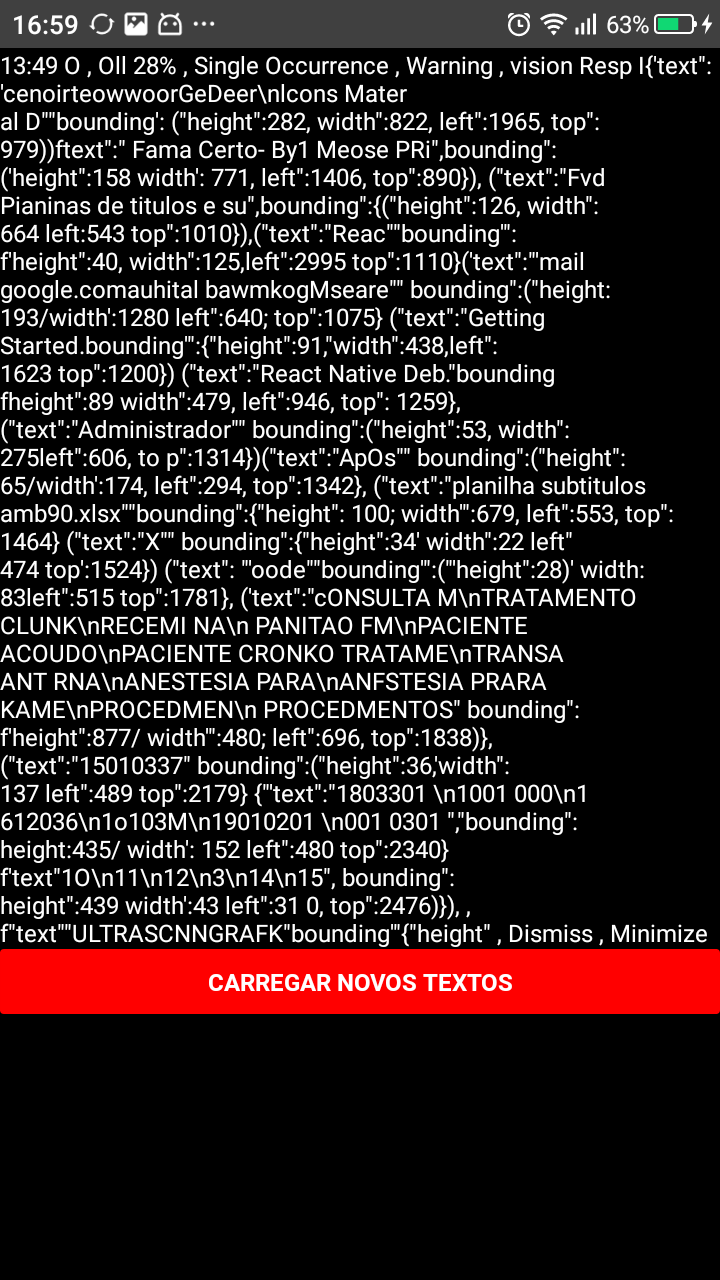 16:59 63%
13:49 O , Oll 28% , Single Occurrence , Warning , vision Resp I{'text":
'cenoirteowwoorGeDeer\nlcons Mater
al D""bounding': ("height":282, width":822, left":1965, top":
979))ftext":" Fama Certo- By1 Meose PRi",bounding":
('height":158 width': 771, left":1406, top":890}), ("text":"Fvd
Pianinas de titulos e su",bounding":{("height":126, width":
664 left:543 top":1010}),("text":"Reac""bounding"':
f'height":40, width":125,left":2995 top":1110}('text":"'mail
google.comauhital bawmkogMseare"" bounding":("height:
193/width':1280 left":640; top":1075} ("text":"Getting
Started.bounding"':{"height":91,"width":438,left":
1623 top":1200}) ("text":"React Native Deb."bounding
fheight":89 width":479, left":946, top": 1259},
("text":"Administrador"" bounding":("height":53, width":
275left":606, to p":1314})("text":"ApOs"" bounding":("height":
65/width':174, left":294, top":1342}, ("text":"planilha subtitulos
amb90.xlsx""bounding":{"height": 100; width"':679, left":553, top":
1464} ("text":"X"" bounding":{"height":34' width":22 left"
474 top':1524}) ("text": "'oode""bounding"':("'height":28)' width:
83left":515 top":1781}, ('text":"cONSULTA M\nTRATAMENTO
CLUNK\nRECEMI NA\n PANITAO FM\nPACIENTE
ACOUDO\nPACIENTE CRONKO TRATAME\nTRANSA
ANT RNA\nANESTESIA PARA\nANFSTESIA PRARA
KAME\nPROCEDMEN\n PROCEDMENTOS" bounding":
f'height":877/ width"':480; left":696, top":1838)},
("text":"15010337" bounding":("height":36,'width":
137 left":489 top":2179} {"'text":"1803301 \n1001 000\n1
612036\n1o103M\n19010201 \n001 0301 ","bounding":
height:435/ width': 152 left":480 top":2340}
f'text"1O\n11\n12\n3\n14\n15", bounding":
height":439 width':43 left":31 0, top":2476)}), ,
f"text""ULTRASCNNGRAFK"bounding"'{"height" , Dismiss , Minimize
CARREGAR NOVOS TEXTOS